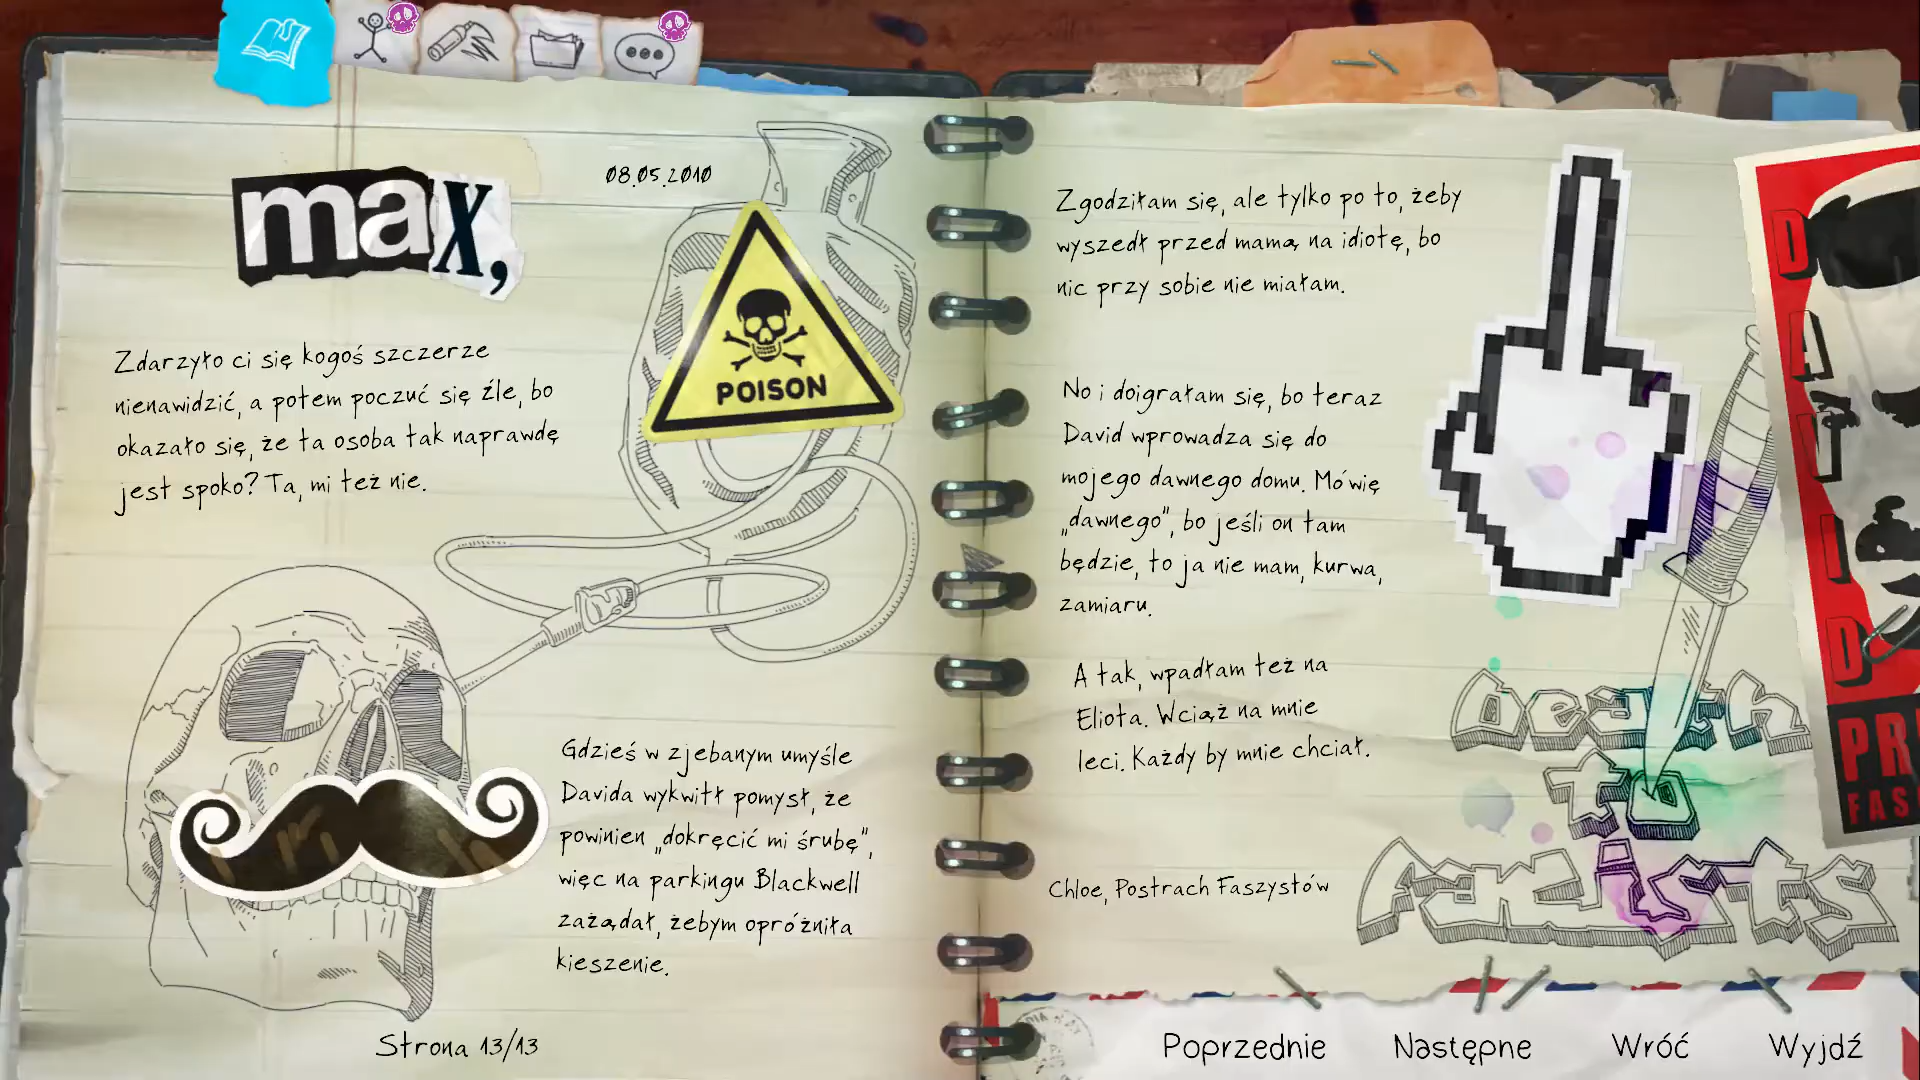 max,
08.05.2010
POISON
Zdarzyło ci się kogoś szczerze
nienawidzić, a potem poczuć się źle, bo
okazało się, że ta osoba tak naprawdę
jest spoko? Ta, mi też nie.
Gdzieś w zjebanym umyśle
Davida wykwitł pomysł, że
powinien „dokręcić mi śrubę”,
więc na parkingu Blackwell
zażądał, żebym opróżniła
kieszenie.
Strona 13/13
Zgodziłam się, ale tylko po to, żeby
wyszedł przed mamą na idiotę, bo
nic przy sobie nie miałam.
No i doigrałam się, bo teraz
David wprowadza się do
mojego dawnego domu. Mówię
„dawnego”, bo jeśli on tam
będzie, to ja nie mam, kurwa,
zamiaru.
A tak, wpadłam też na
Eliota. Wciąż na mnie
leci. Każdy by mnie chciał.
Chloe, Postrach Faszystów
Death
to
DAVID
Poprzednie
Następne
Wróć
Wyjdź